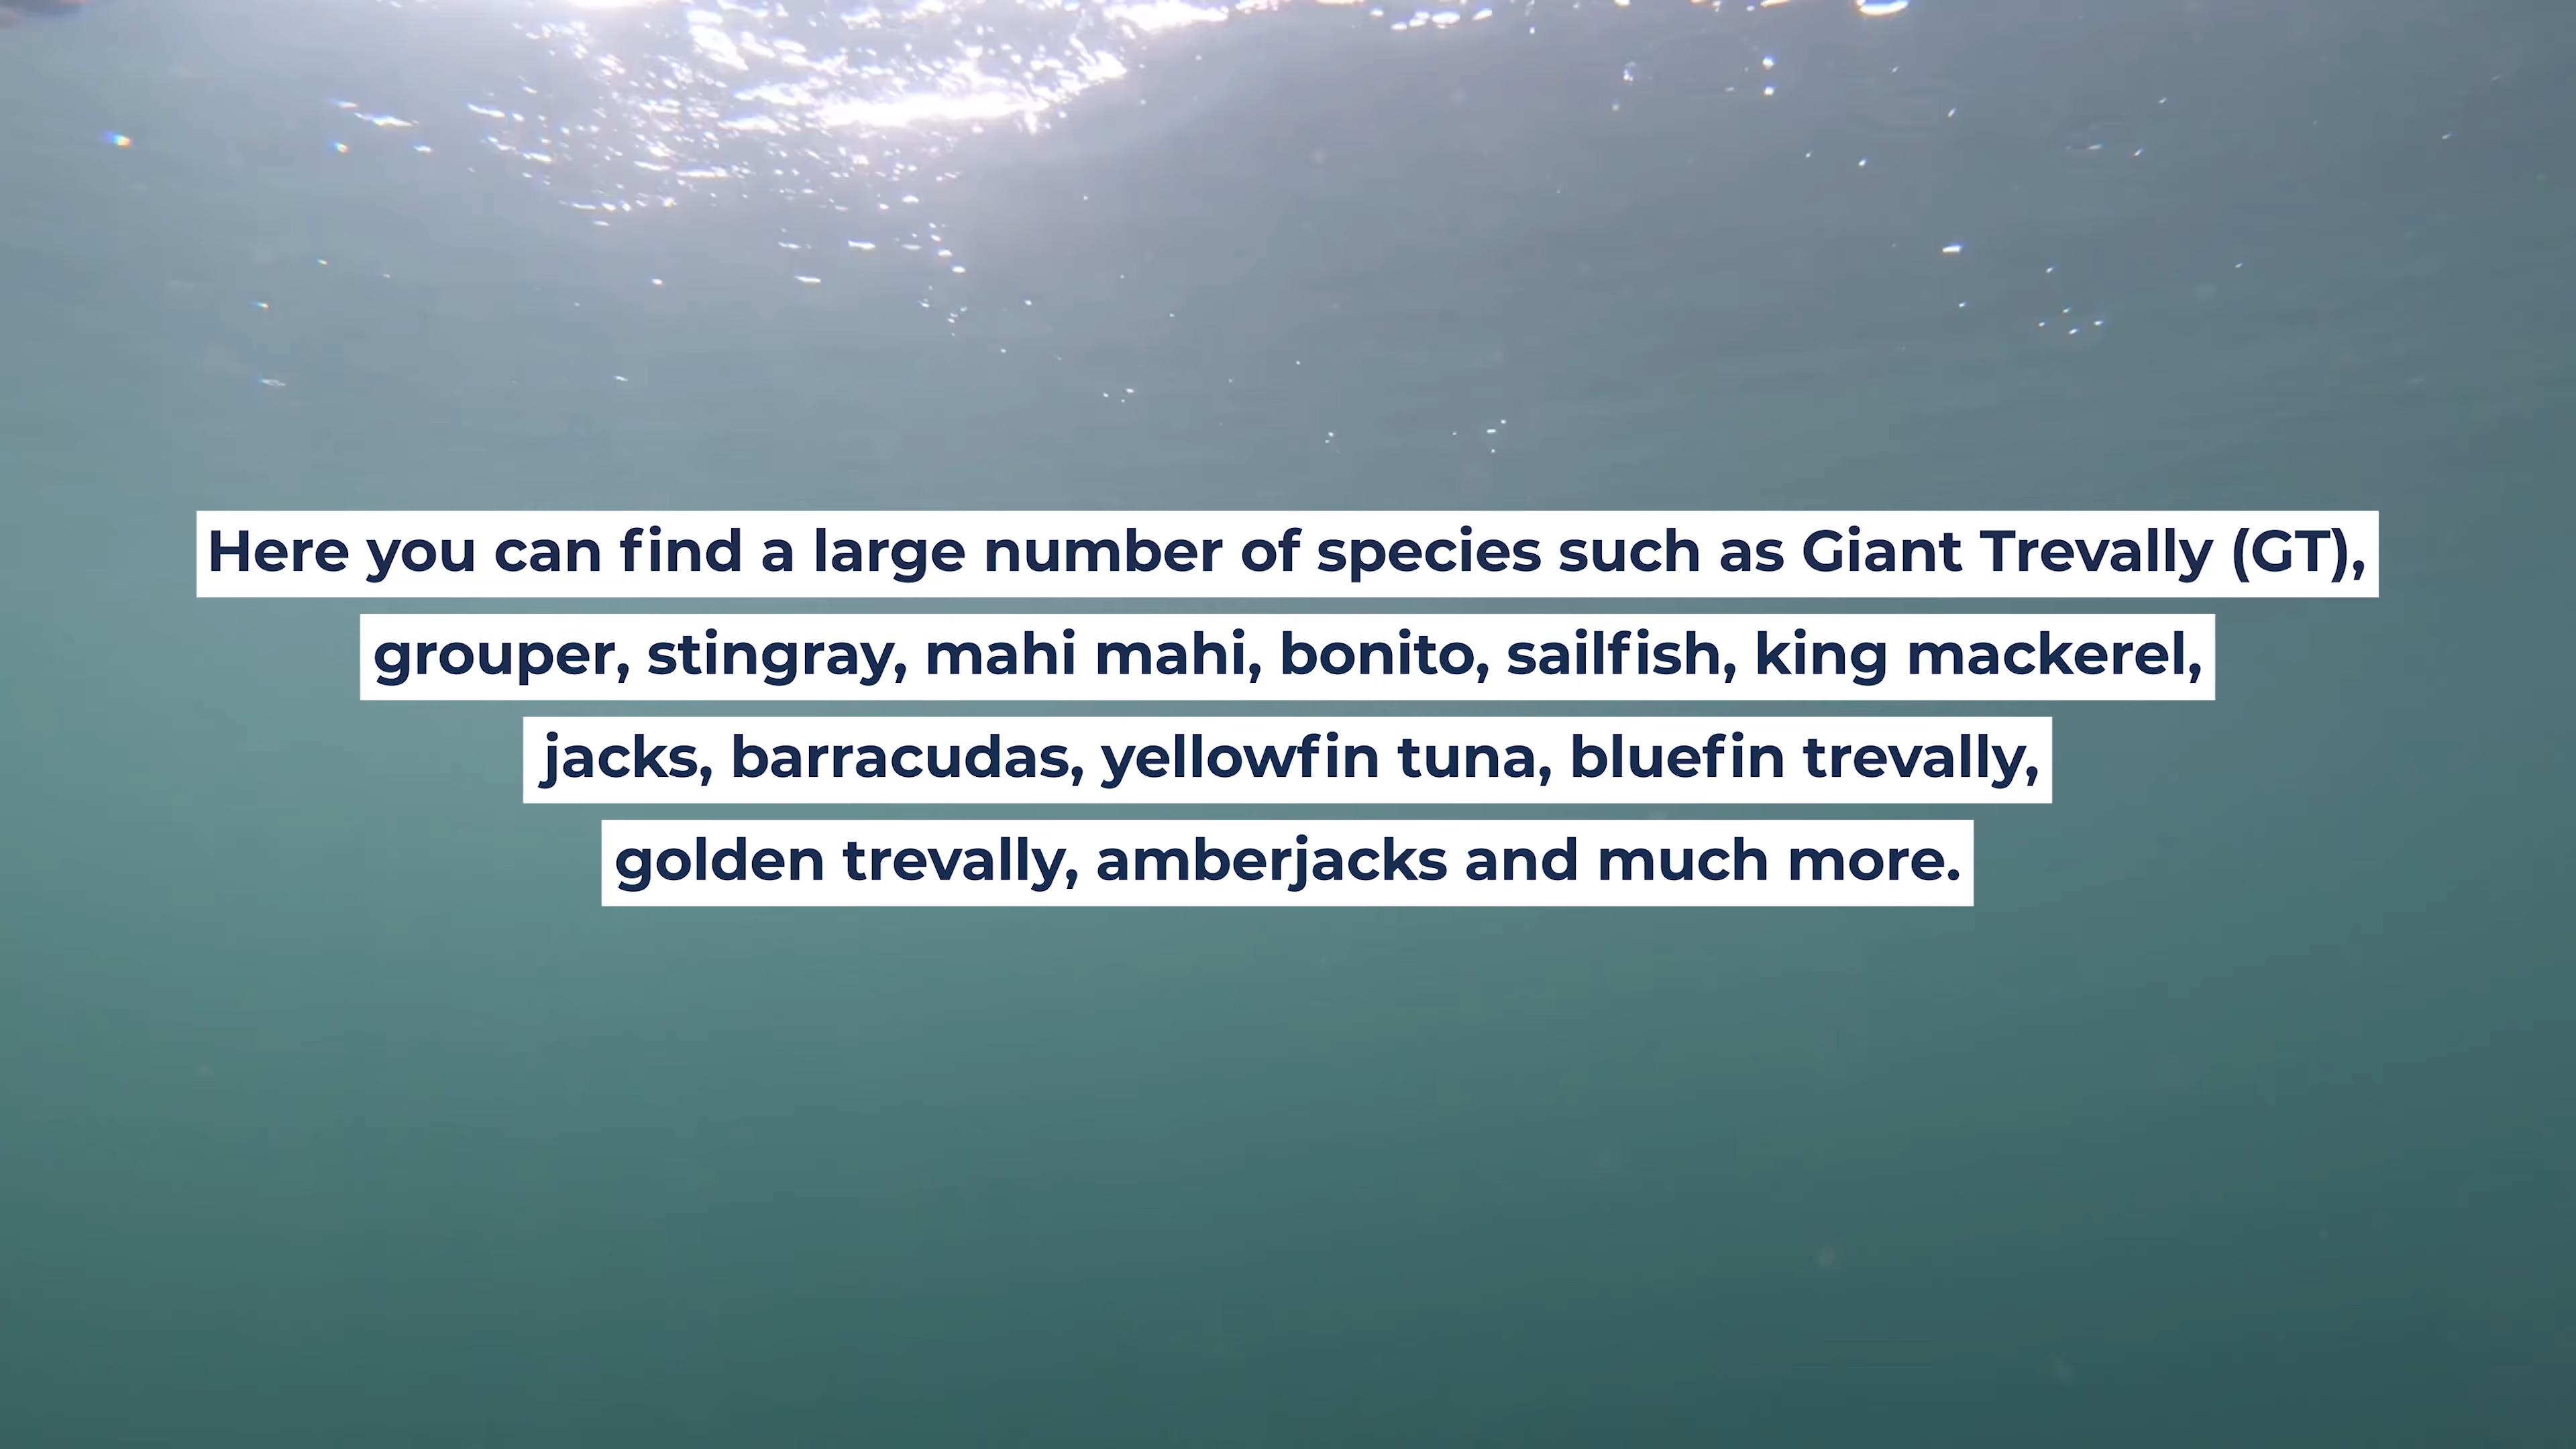 Here you can find a large number of species such as Giant Trevally (GT),
grouper, stingray, mahi mahi, bonito, sailfish, king mackerel,
jacks, barracudas, yellowfin tuna, bluefin trevally,
golden trevally, amberjacks and much more.